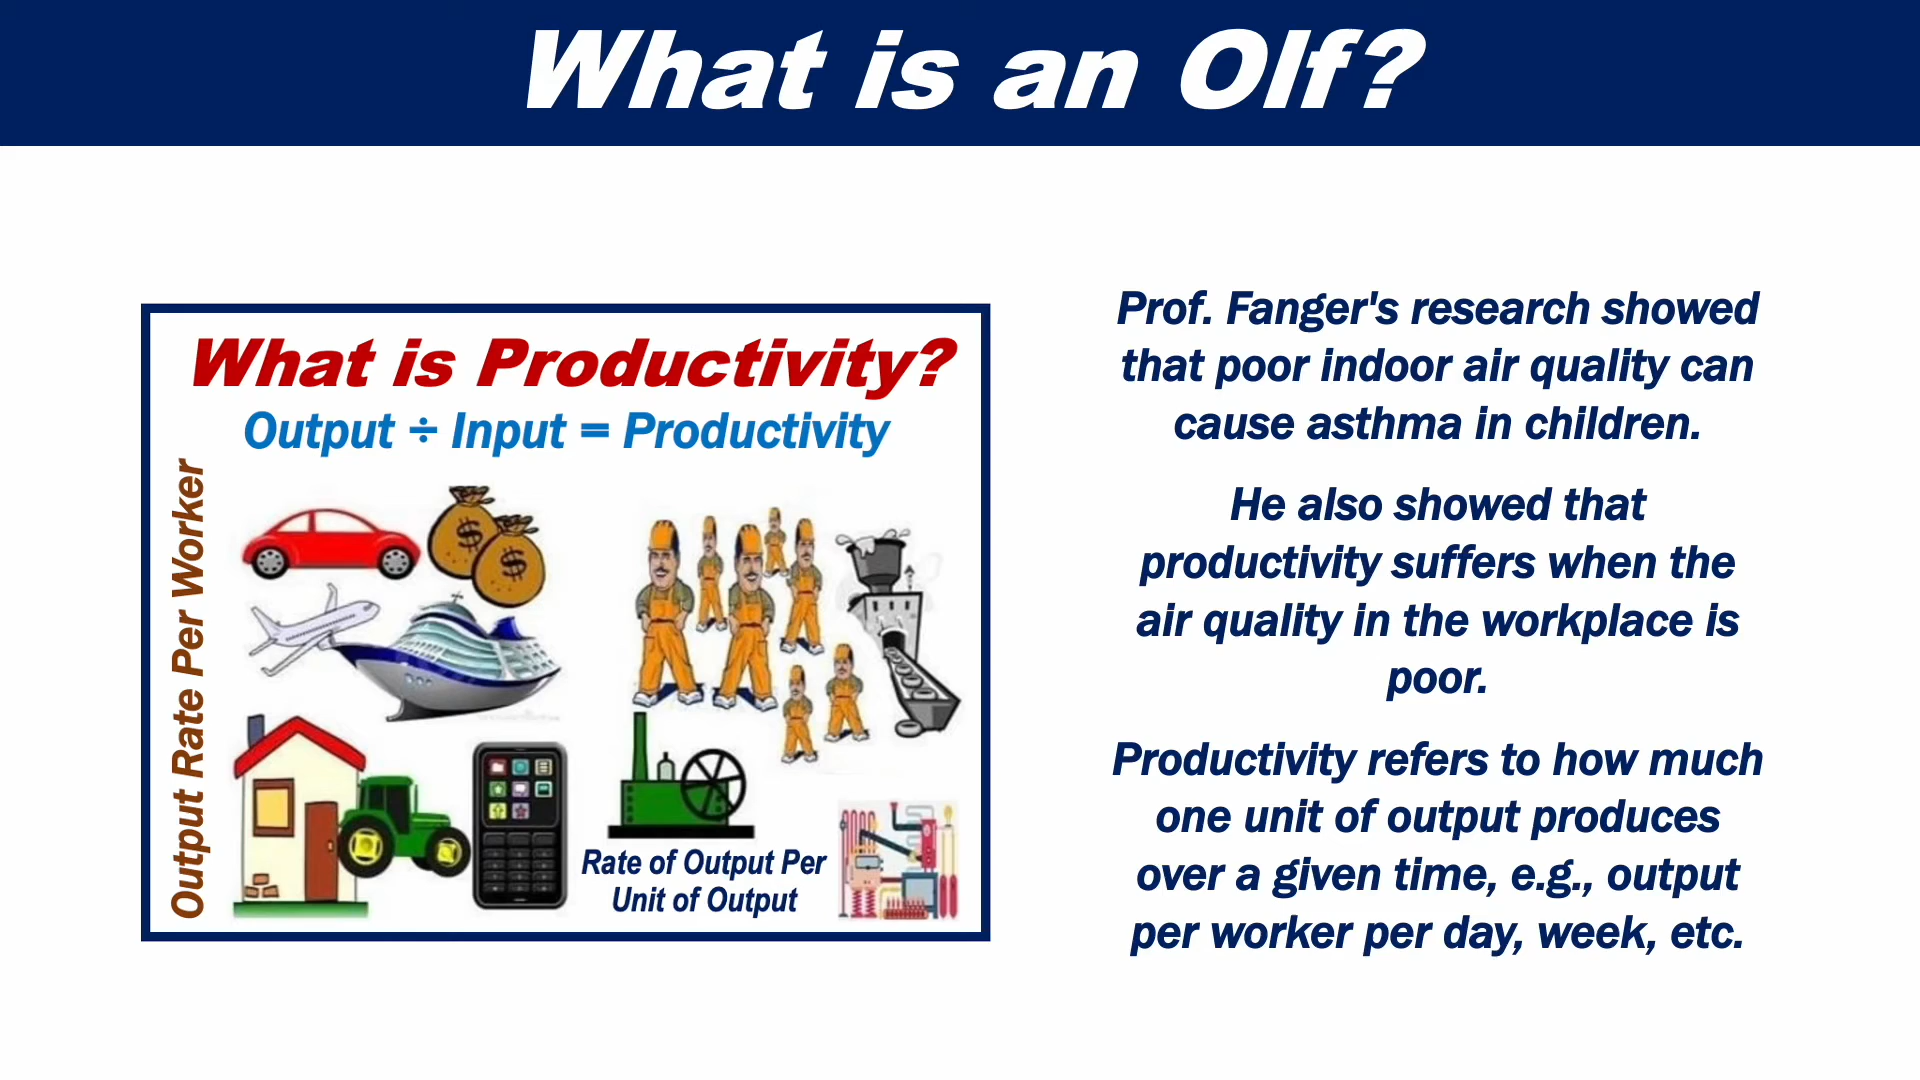 What is an Olf?
What is Productivity?
Output ÷ Input = Productivity
Output Rate Per Worker
$
$
Rate of Output Per
Unit of Output
Prof. Fanger's research showed
that poor indoor air quality can
cause asthma in children.
He also showed that
productivity suffers when the
air quality in the workplace is
poor.
Productivity refers to how much
one unit of output produces
over a given time, e.g., output
per worker per day, week, etc.